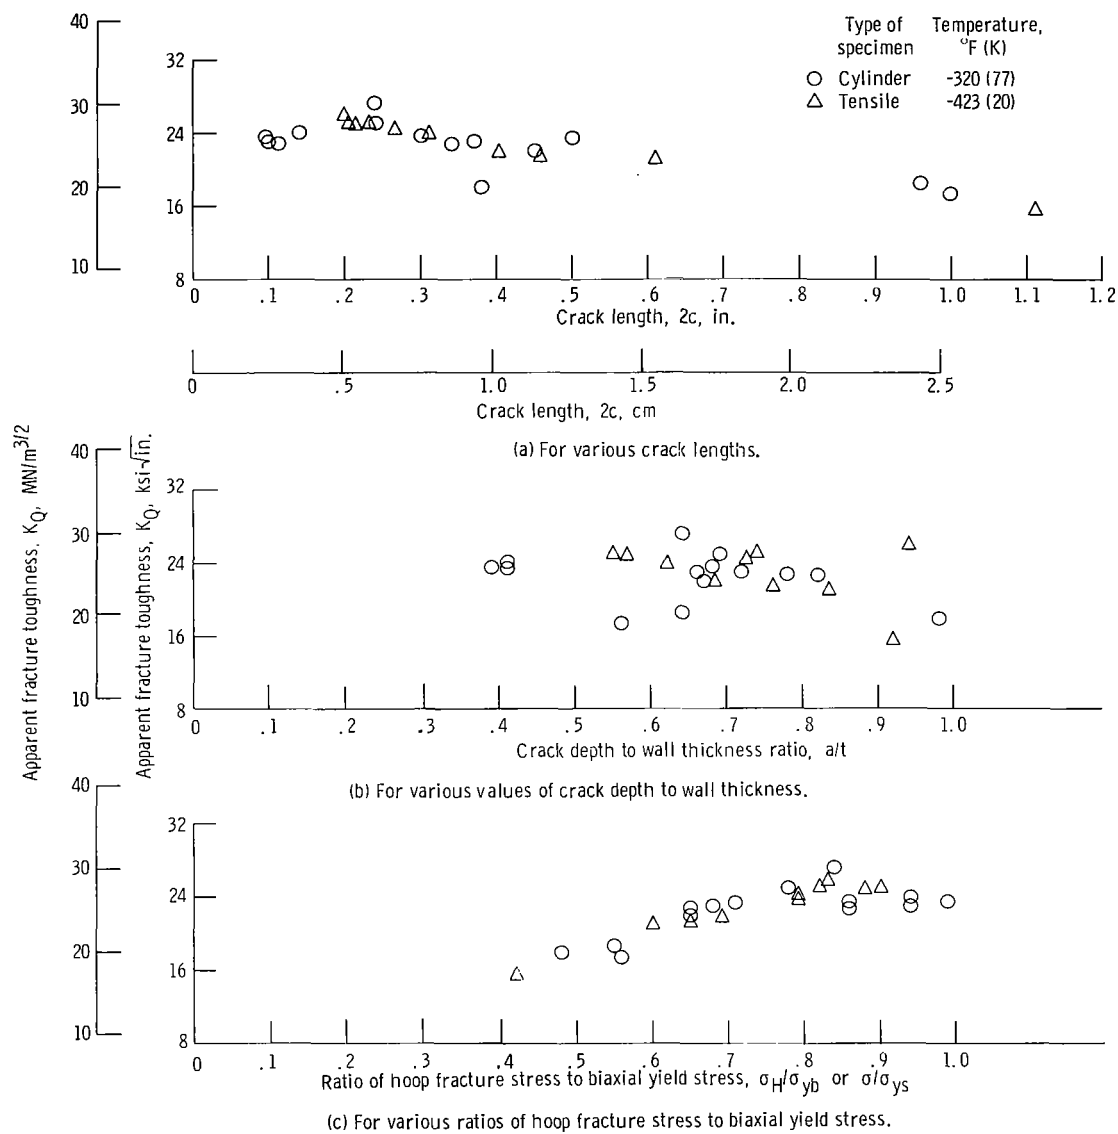 Type of specimen Temperature, °F (K)
Cylinder -320 (77)
Tensile -423 (20)
40
30
20
10
32
24
16
8
0 .1 .2 .3 .4 .5 .6 .7 .8 .9 1.0 1.1 1.2
Crack length, 2c, in.
0 .5 1.0 1.5 2.0 2.5
Crack length, 2c, cm
(a) For various crack lengths.
Apparent fracture toughness, K_Q, MN/m^3/2
Apparent fracture toughness, K_Q, ksi-√in.
40
30
20
10
32
24
16
8
0 .1 .2 .3 .4 .5 .6 .7 .8 .9 1.0
Crack depth to wall thickness ratio, a/t
(b) For various values of crack depth to wall thickness.
40
30
20
10
32
24
16
8
0 .1 .2 .3 .4 .5 .6 .7 .8 .9 1.0
Ratio of hoop fracture stress to biaxial yield stress, σ_H/σ_yb or σ/σ_ys
(c) For various ratios of hoop fracture stress to biaxial yield stress.